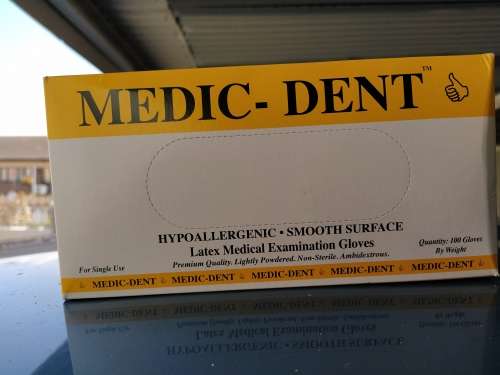 MEDIC- DENT™
HYPOALLERGENIC • SMOOTH SURFACE
Latex Medical Examination Gloves
Premium Quality. Lightly Powdered. Non-Sterile. Ambidextrous.
For Single Use
Quantity: 100 Gloves
By Weight
MEDIC-DENT MEDIC-DENT MEDIC-DENT MEDIC-DENT MEDIC-DENT